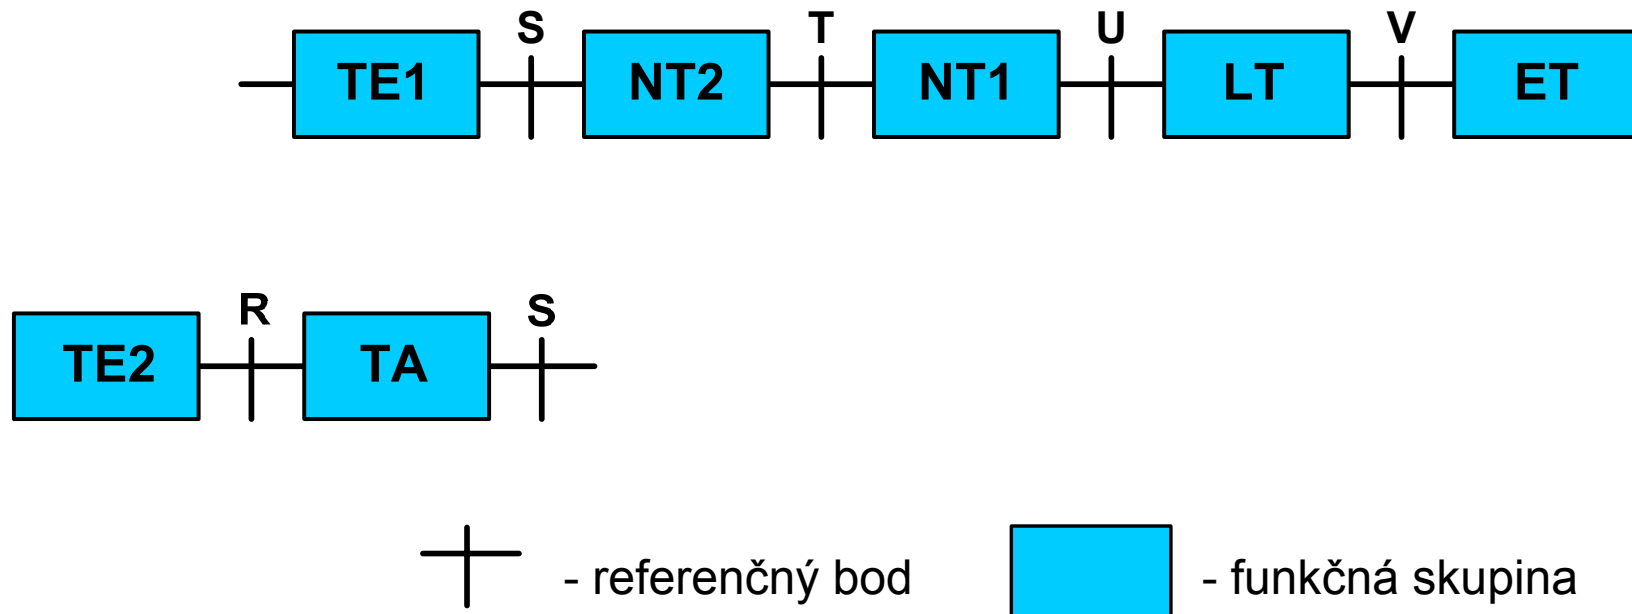 S T U V
TE1 NT2 NT1 LT ET
R S
TE2 TA
- referenčný bod - funkčná skupina